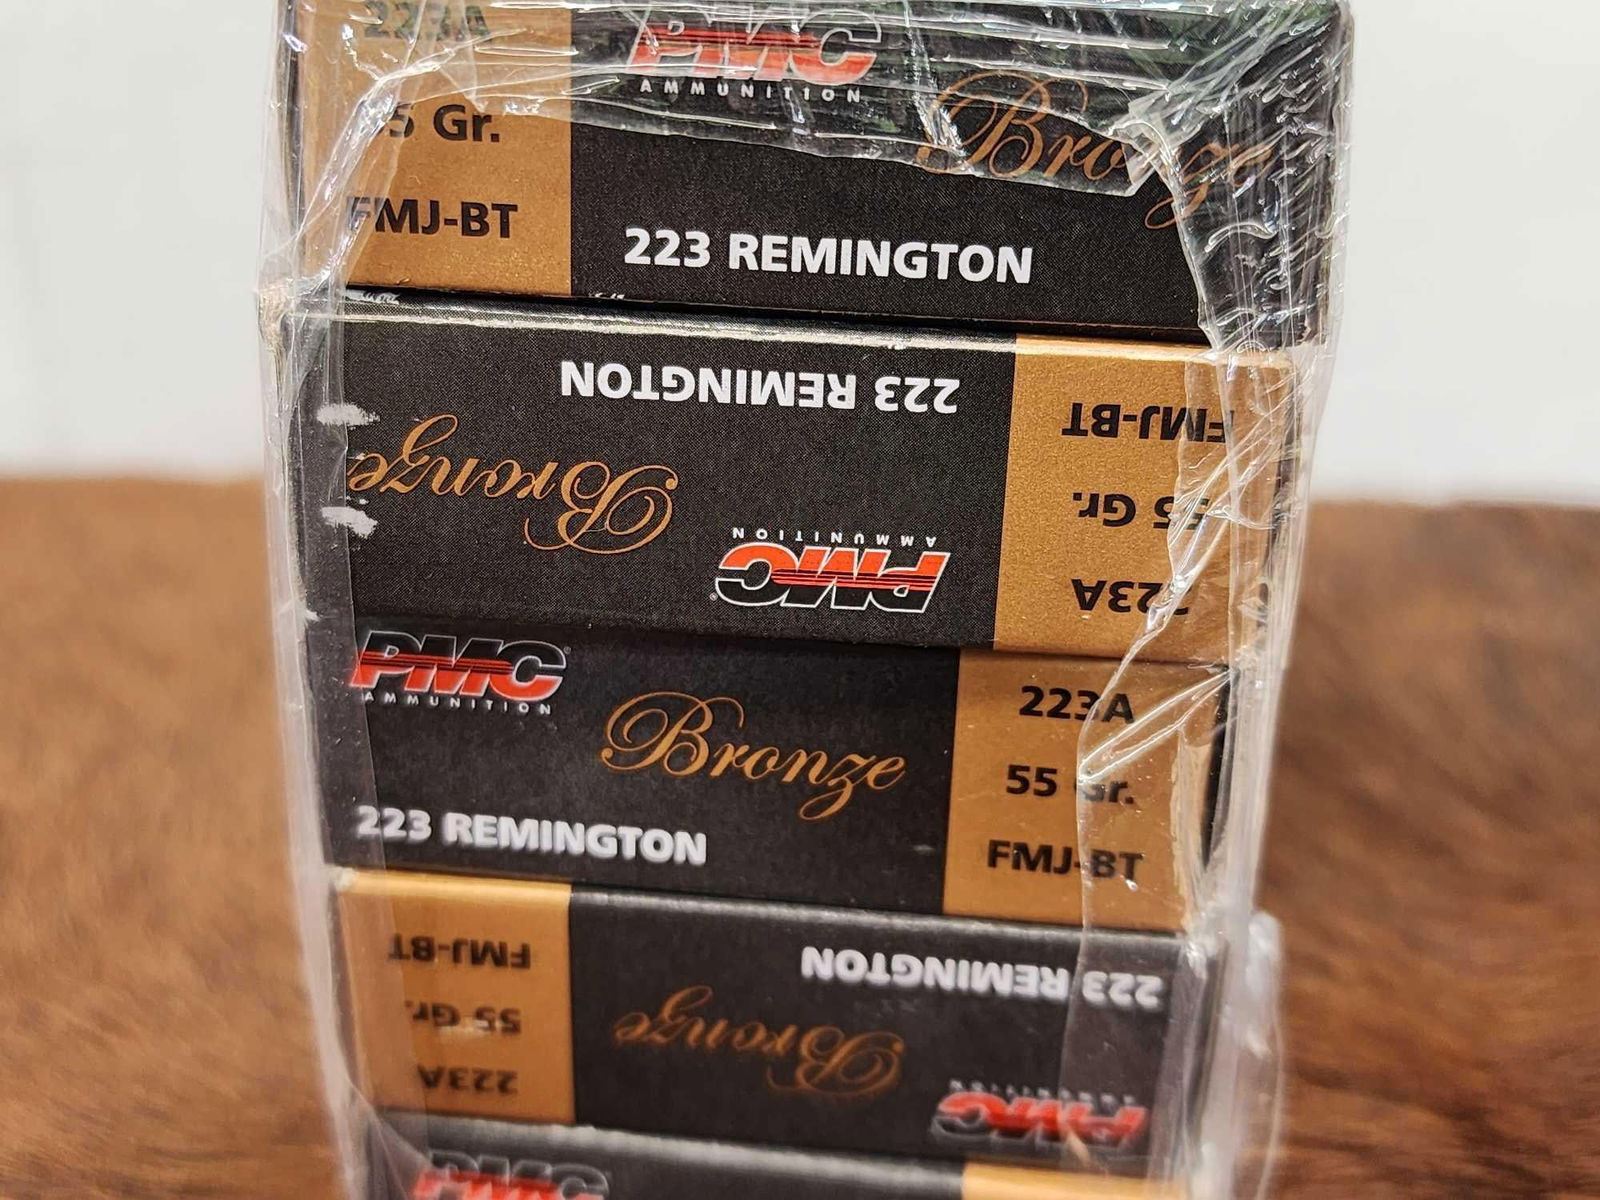 223A
5 Gr.
FMJ-BT
PMC
AMMUNITION
Bronze
223 REMINGTON
223 REMINGTON
Bronze
PMC
AMMUNITION
FMJ-BT
55 Gr.
223A
PMC
AMMUNITION
Bronze
223 REMINGTON
223A
55 Gr.
FMJ-BT
FMJ-BT
55 Gr.
223A
223 REMINGTON
Bronze
PMC
AMMUNITION
PMC